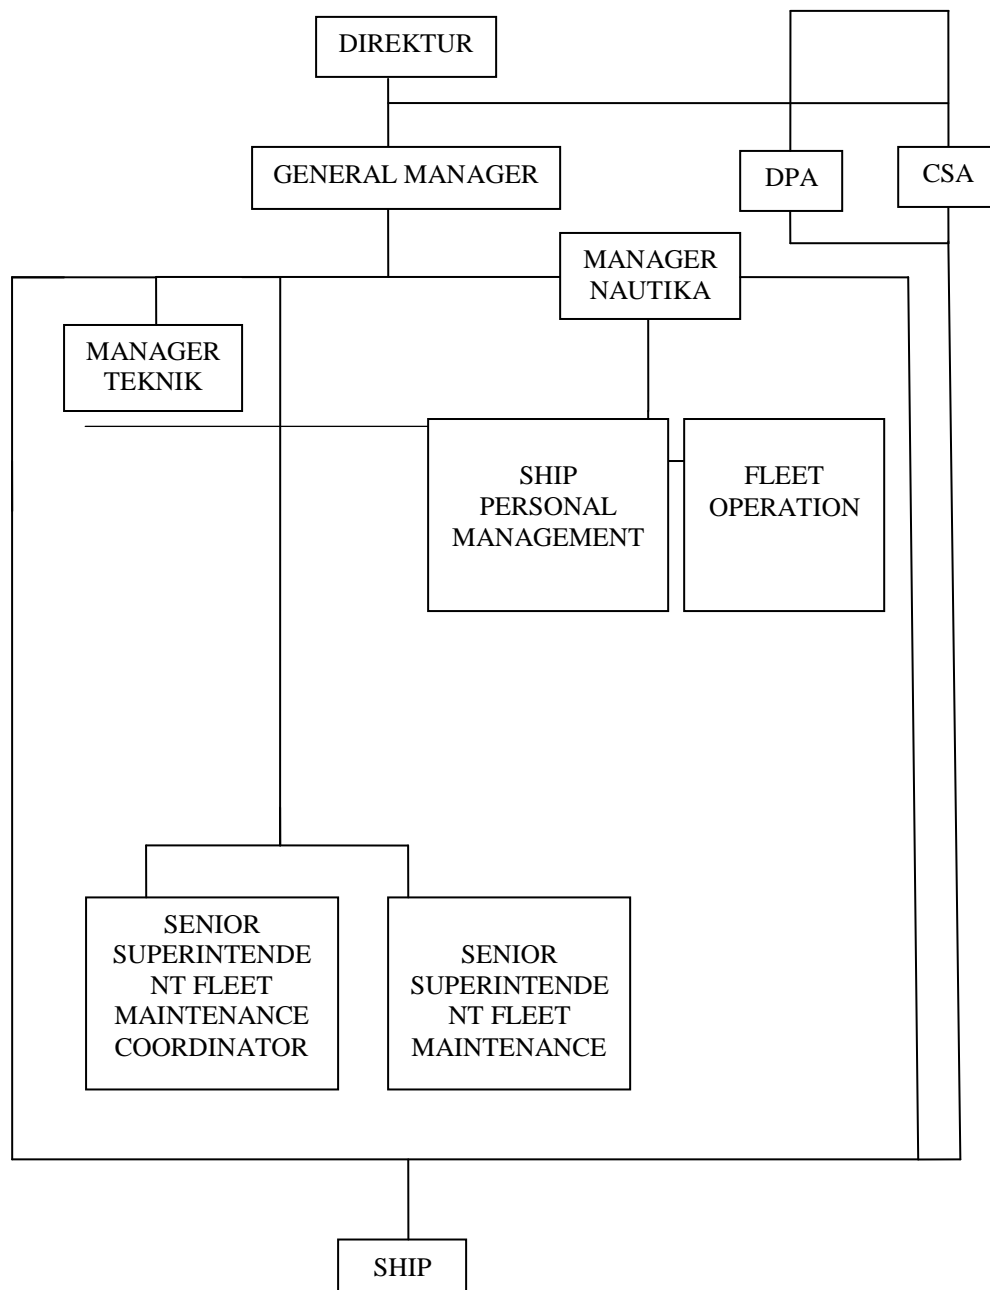 DIREKTUR
GENERAL MANAGER
DPA
CSA
MANAGER
NAUTIKA
MANAGER
TEKNIK
SHIP
PERSONAL
MANAGEMENT
FLEET
OPERATION
SENIOR
SUPERINTENDE
NT FLEET
MAINTENANCE
COORDINATOR
SENIOR
SUPERINTENDE
NT FLEET
MAINTENANCE
SHIP